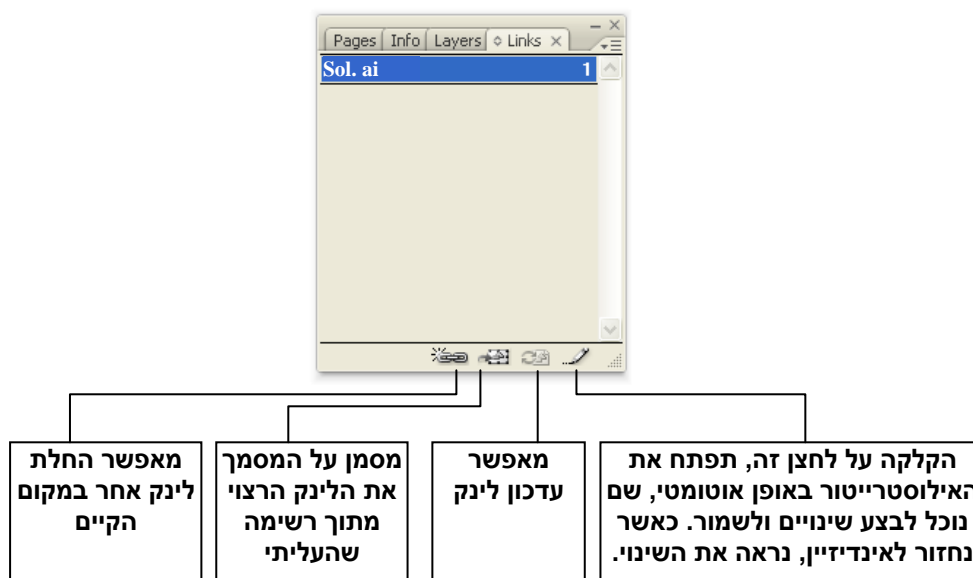 Pages Info Layers Links
Sol. ai 1
הקלקה על לחצן זה, תפתח את
האילוסטרייטור באופן אוטומטי, שם
נוכל לבצע שינויים ולשמור. כאשר
נחזור לאינדיזיין, נראה את השינוי.
מאפשר
עדכון לינק
מסמן על המסמך
את הלינק הרצוי
מתוך רשימה
שהעליתי
מאפשר החלת
לינק אחר במקום
הקיים